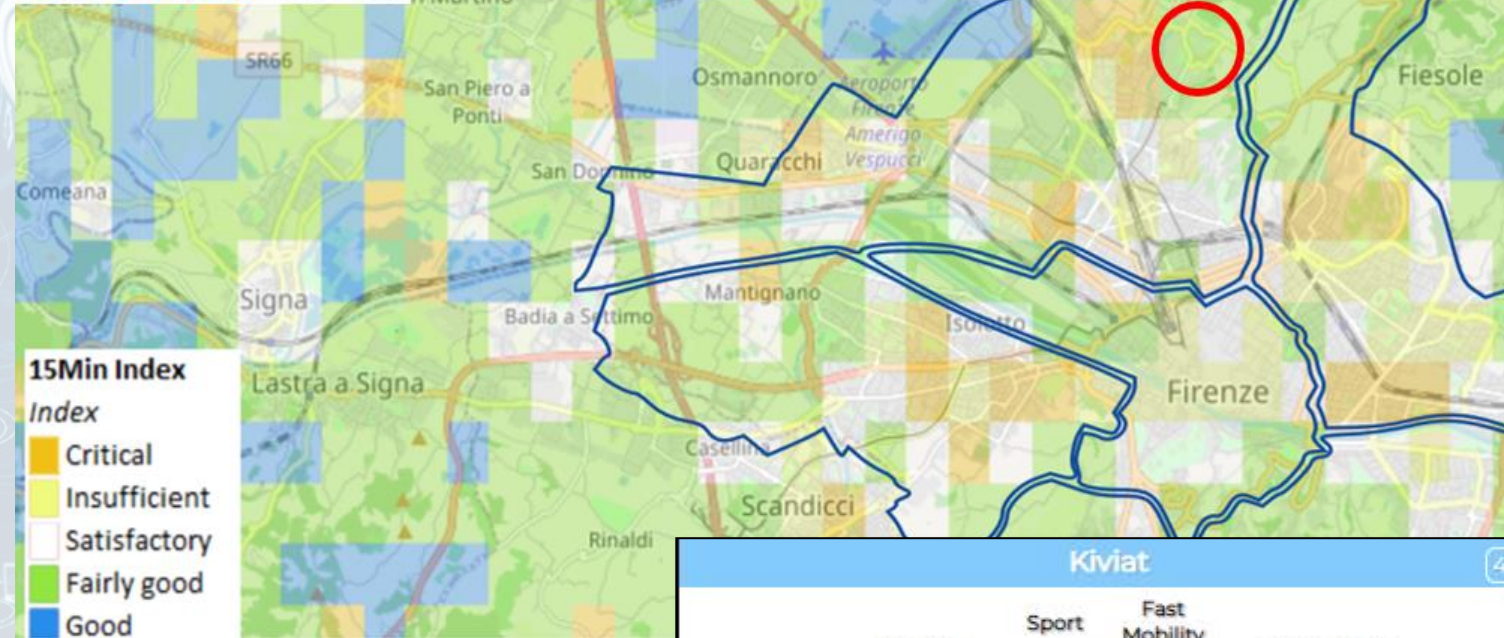 SR66
San Piero a
Ponti
Osmannoro
Aeroporto
Firenze
Amerigo
Vespucci
Fiesole
San Donnino
Quaracchi
Comeana
Signa
Mantignano
Badia a Settimo
Isolotto
15Min Index
Index
Critical
Insufficient
Satisfactory
Fairly good
Good
Lastra a Signa
Firenze
Casellina
Scandicci
Rinaldi
Kiviat
Sport
Fast
Mobility